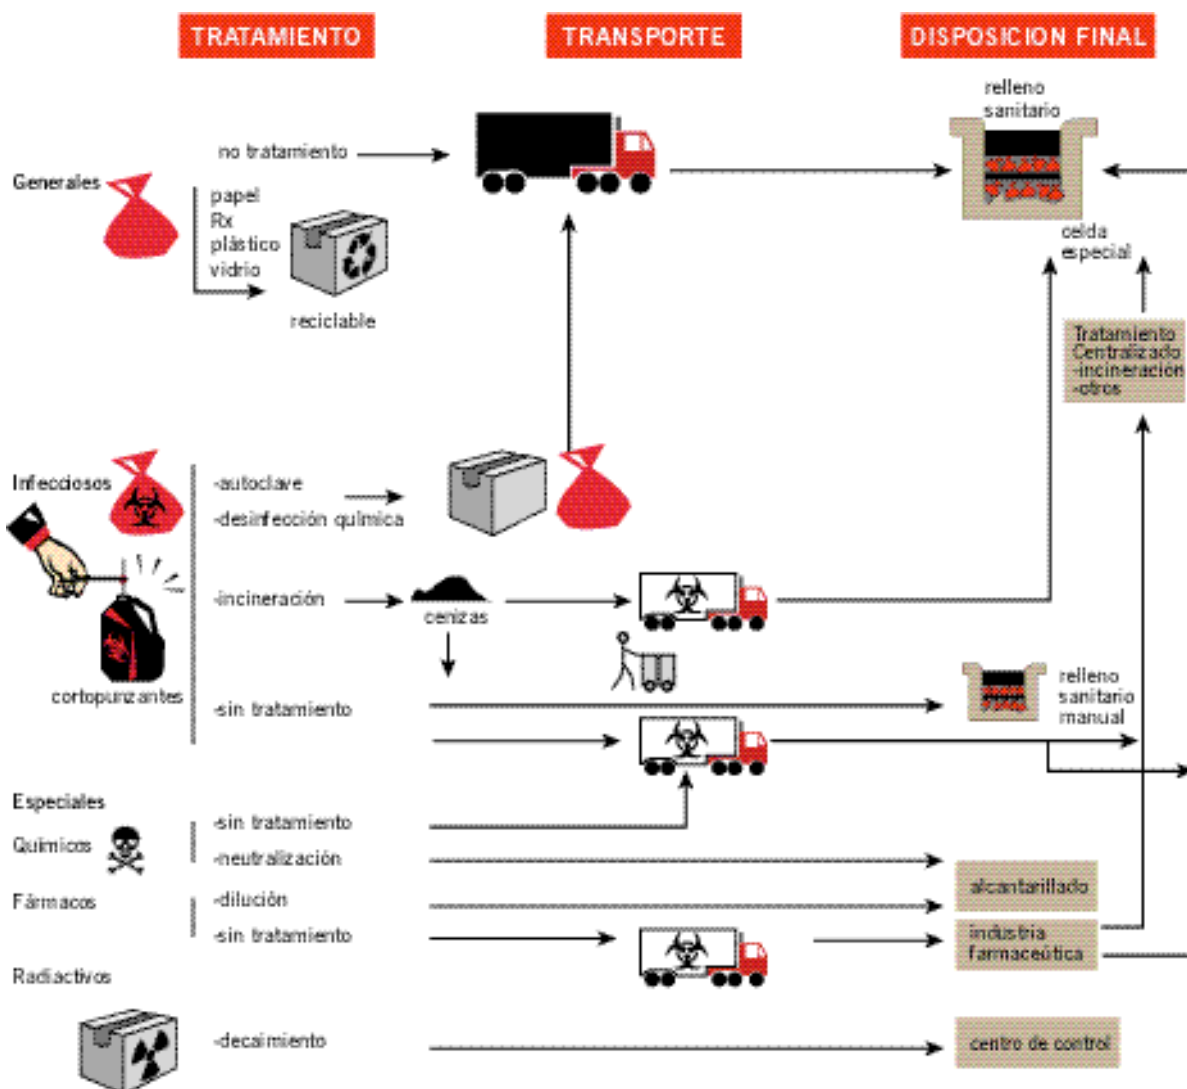 TRATAMIENTO
TRANSPORTE
DISPOSICION FINAL
relleno
sanitario
no tratamiento
Generales
papel
Rx
plástico
vidrio
reciclable
celda
especial
Tratamiento
Centralizado
-incineración
-otros
Infecciosos
-autoclave
-desinfección química
-incineración
cenizas
cortopunzantes
-sin tratamiento
relleno
sanitario
manual
Especiales
Químicos
-sin tratamiento
-neutralización
Fármacos
-dilución
-sin tratamiento
alcantarillado
industria
farmaceútica
Radiactivos
-decaimiento
centro de control